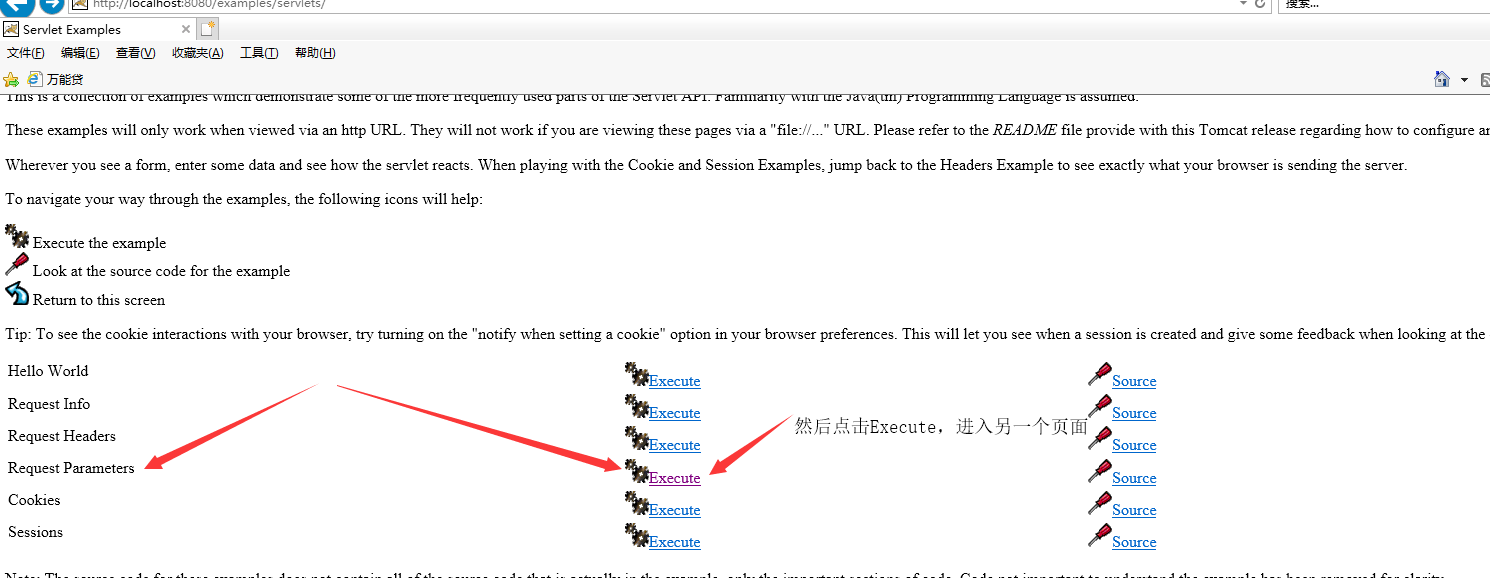 http://localhost:8080/examples/servlets/
搜索...
Servlet Examples
文件(F) 编辑(E) 查看(V) 收藏夹(A) 工具(T) 帮助(H)
万能贷
This is a collection of examples which demonstrate some of the more frequently used parts of the Servlet API. Familiarity with the Java(tm) Programming Language is assumed.
These examples will only work when viewed via an http URL. They will not work if you are viewing these pages via a "file://..." URL. Please refer to the README file provide with this Tomcat release regarding how to configure
Wherever you see a form, enter some data and see how the servlet reacts. When playing with the Cookie and Session Examples, jump back to the Headers Example to see exactly what your browser is sending the server.
To navigate your way through the examples, the following icons will help:
Execute the example
Look at the source code for the example
Return to this screen
Tip: To see the cookie interactions with your browser, try turning on the "notify when setting a cookie" option in your browser preferences. This will let you see when a session is created and give some feedback when looking at the
Hello World Execute Source
Request Info Execute Source
然后点击Execute，进入另一个页面
Request Headers Execute Source
Request Parameters Execute Source
Cookies Execute Source
Sessions Execute Source
Note: The source code for these examples does not contain all of the source code that is actually in the example, only the important sections of code. Code not important to understand the example has been removed for clarity.